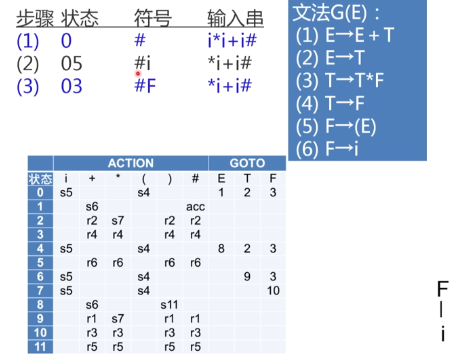 步骤 状态 符号 输入串
(1) 0 # i*i+i#
(2) 05 #i *i+i#
(3) 03 #F *i+i#
文法G(E)：
(1) E→E＋T
(2) E→T
(3) T→T*F
(4) T→F
(5) F→(E)
(6) F→i
ACTION GOTO
状态 i + * ( ) # E T F
0 s5 s4 1 2 3
1 s6 acc
2 r2 s7 r2 r2
3 r4 r4 r4 r4
4 s5 s4 8 2 3
5 r6 r6 r6 r6
6 s5 s4 9 3
7 s5 s4 10
8 s6 s11
9 r1 s7 r1 r1
10 r3 r3 r3 r3
11 r5 r5 r5 r5
F
i